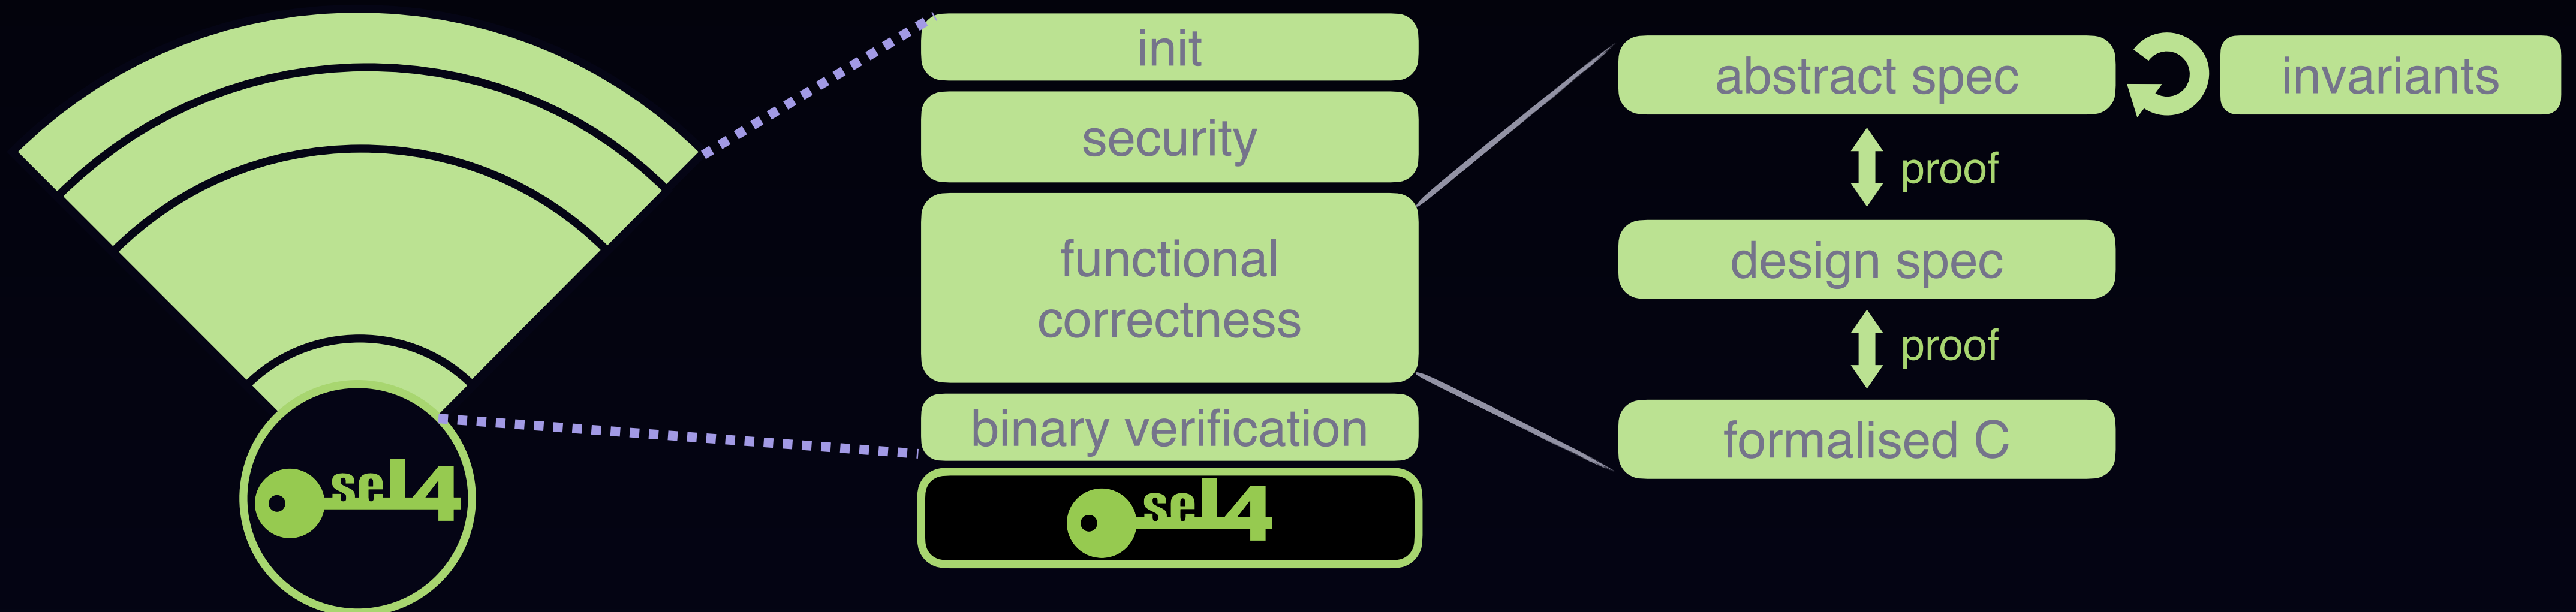 seL4
init
security
functional
correctness
binary verification
seL4
abstract spec
invariants
proof
design spec
proof
formalised C